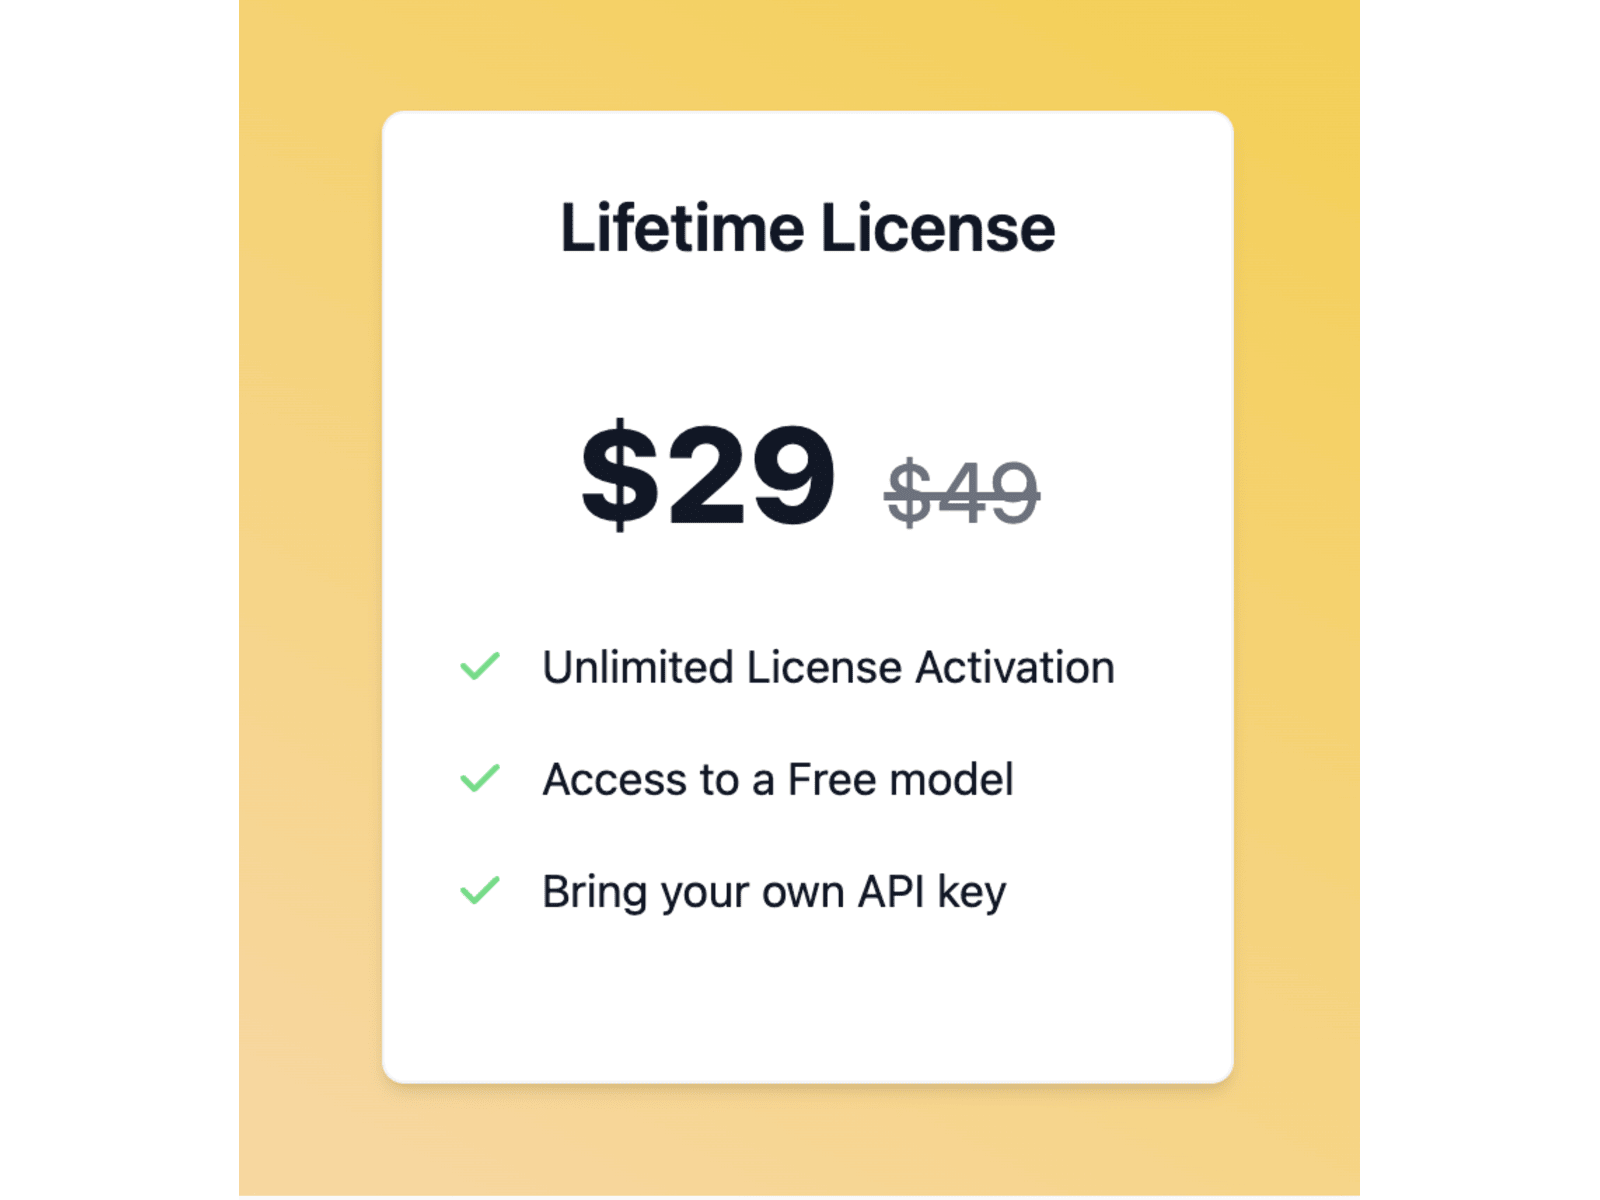 Lifetime License
$29 $49
Unlimited License Activation
Access to a Free model
Bring your own API key